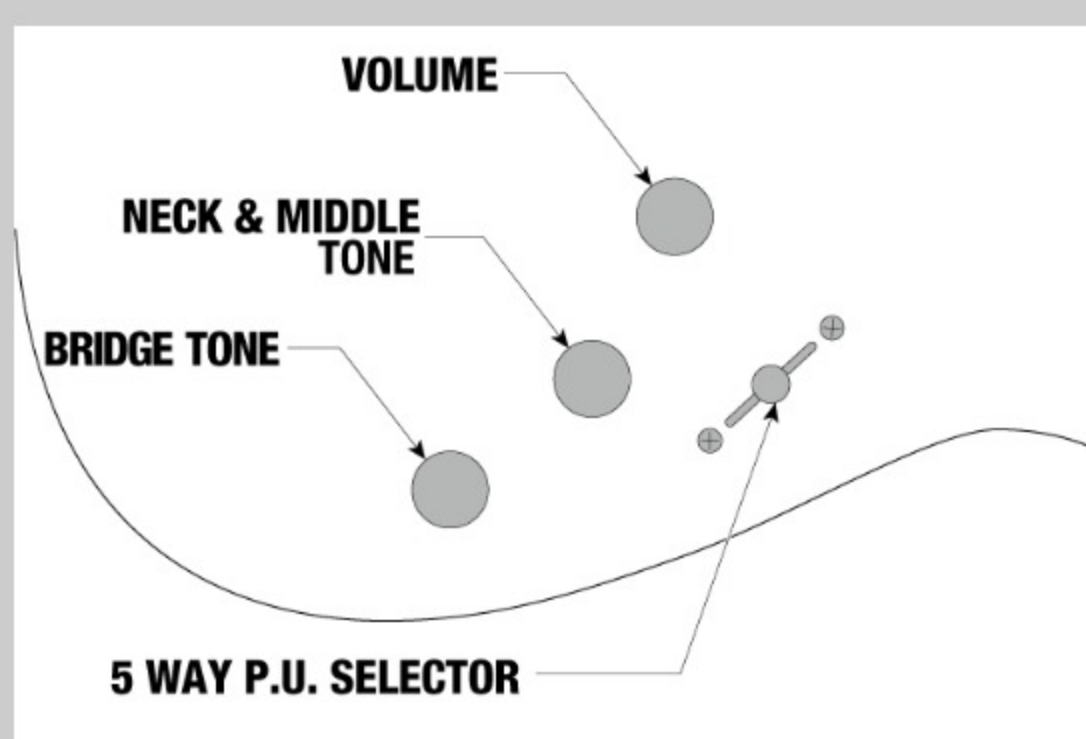 VOLUME
NECK & MIDDLE
TONE
BRIDGE TONE
5 WAY P.U. SELECTOR